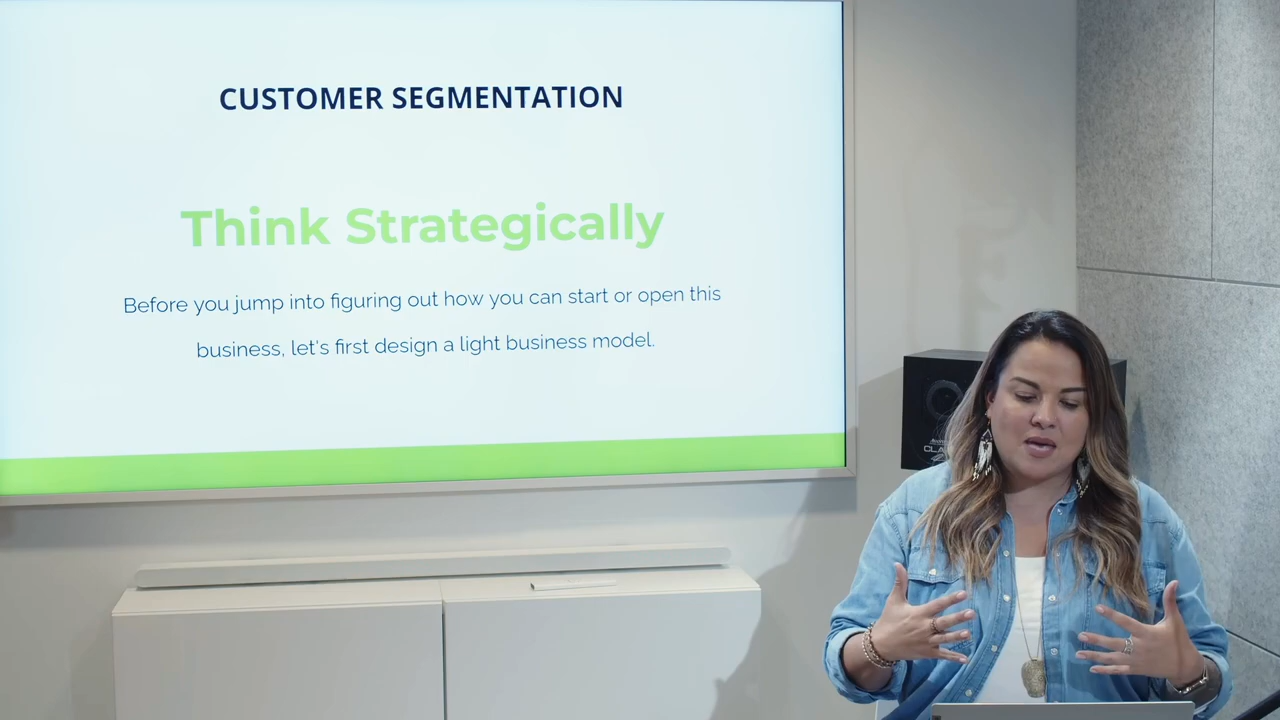 CUSTOMER SEGMENTATION
Think Strategically
Before you jump into figuring out how you can start or open this
business, let's first design a light business model.